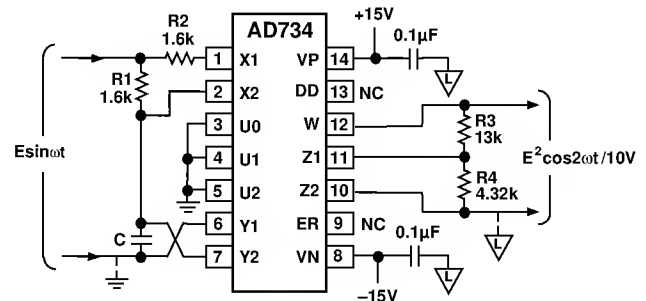 AD734
+15V
0.1µF
L
R2
1.6k
R1
1.6k
1 X1 VP 14
2 X2 DD 13 NC
3 U0 W 12
4 U1 Z1 11
5 U2 Z2 10
6 Y1 ER 9 NC
7 Y2 VN 8
Esinωt
C
R3
13k
R4
4.32k
E²cos2ωt/10V
L
0.1µF
L
–15V